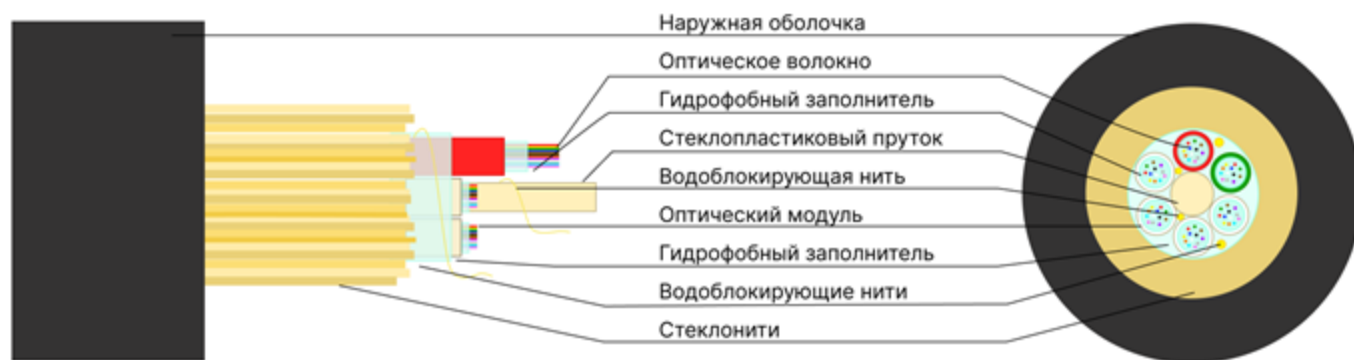 Наружная оболочка
Оптическое волокно
Гидрофобный заполнитель
Стеклопластиковый пруток
Водоблокирующая нить
Оптический модуль
Гидрофобный заполнитель
Водоблокирующие нити
Стеклонити